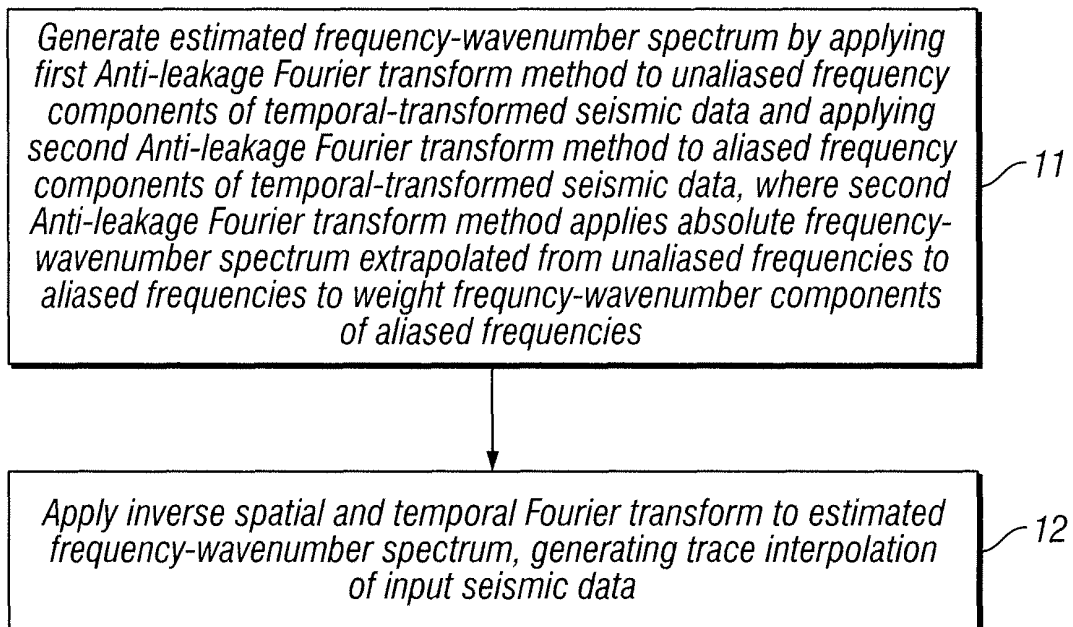 Generate estimated frequency-wavenumber spectrum by applying
first Anti-leakage Fourier transform method to unaliased frequency
components of temporal-transformed seismic data and applying
second Anti-leakage Fourier transform method to aliased frequency
components of temporal-transformed seismic data, where second
Anti-leakage Fourier transform method applies absolute frequency-
wavenumber spectrum extrapolated from unaliased frequencies to
aliased frequencies to weight frequncy-wavenumber components
of aliased frequencies
11
Apply inverse spatial and temporal Fourier transform to estimated
frequency-wavenumber spectrum, generating trace interpolation
of input seismic data
12